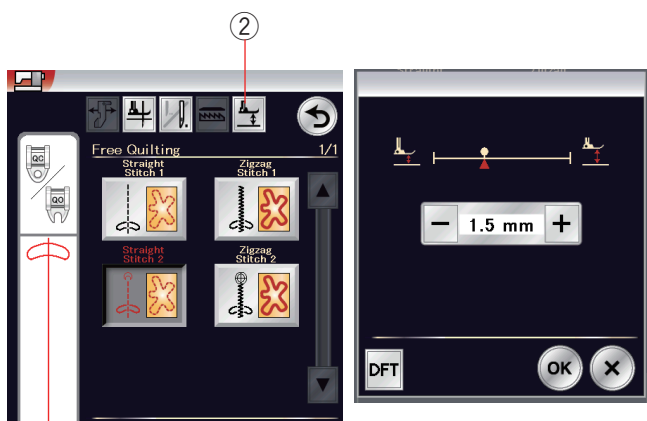 2
QC
QO
Free Quilting 1/1
Straight Stitch 1
Zigzag Stitch 1
Straight Stitch 2
Zigzag Stitch 2
− 1.5 mm +
DFT OK ×